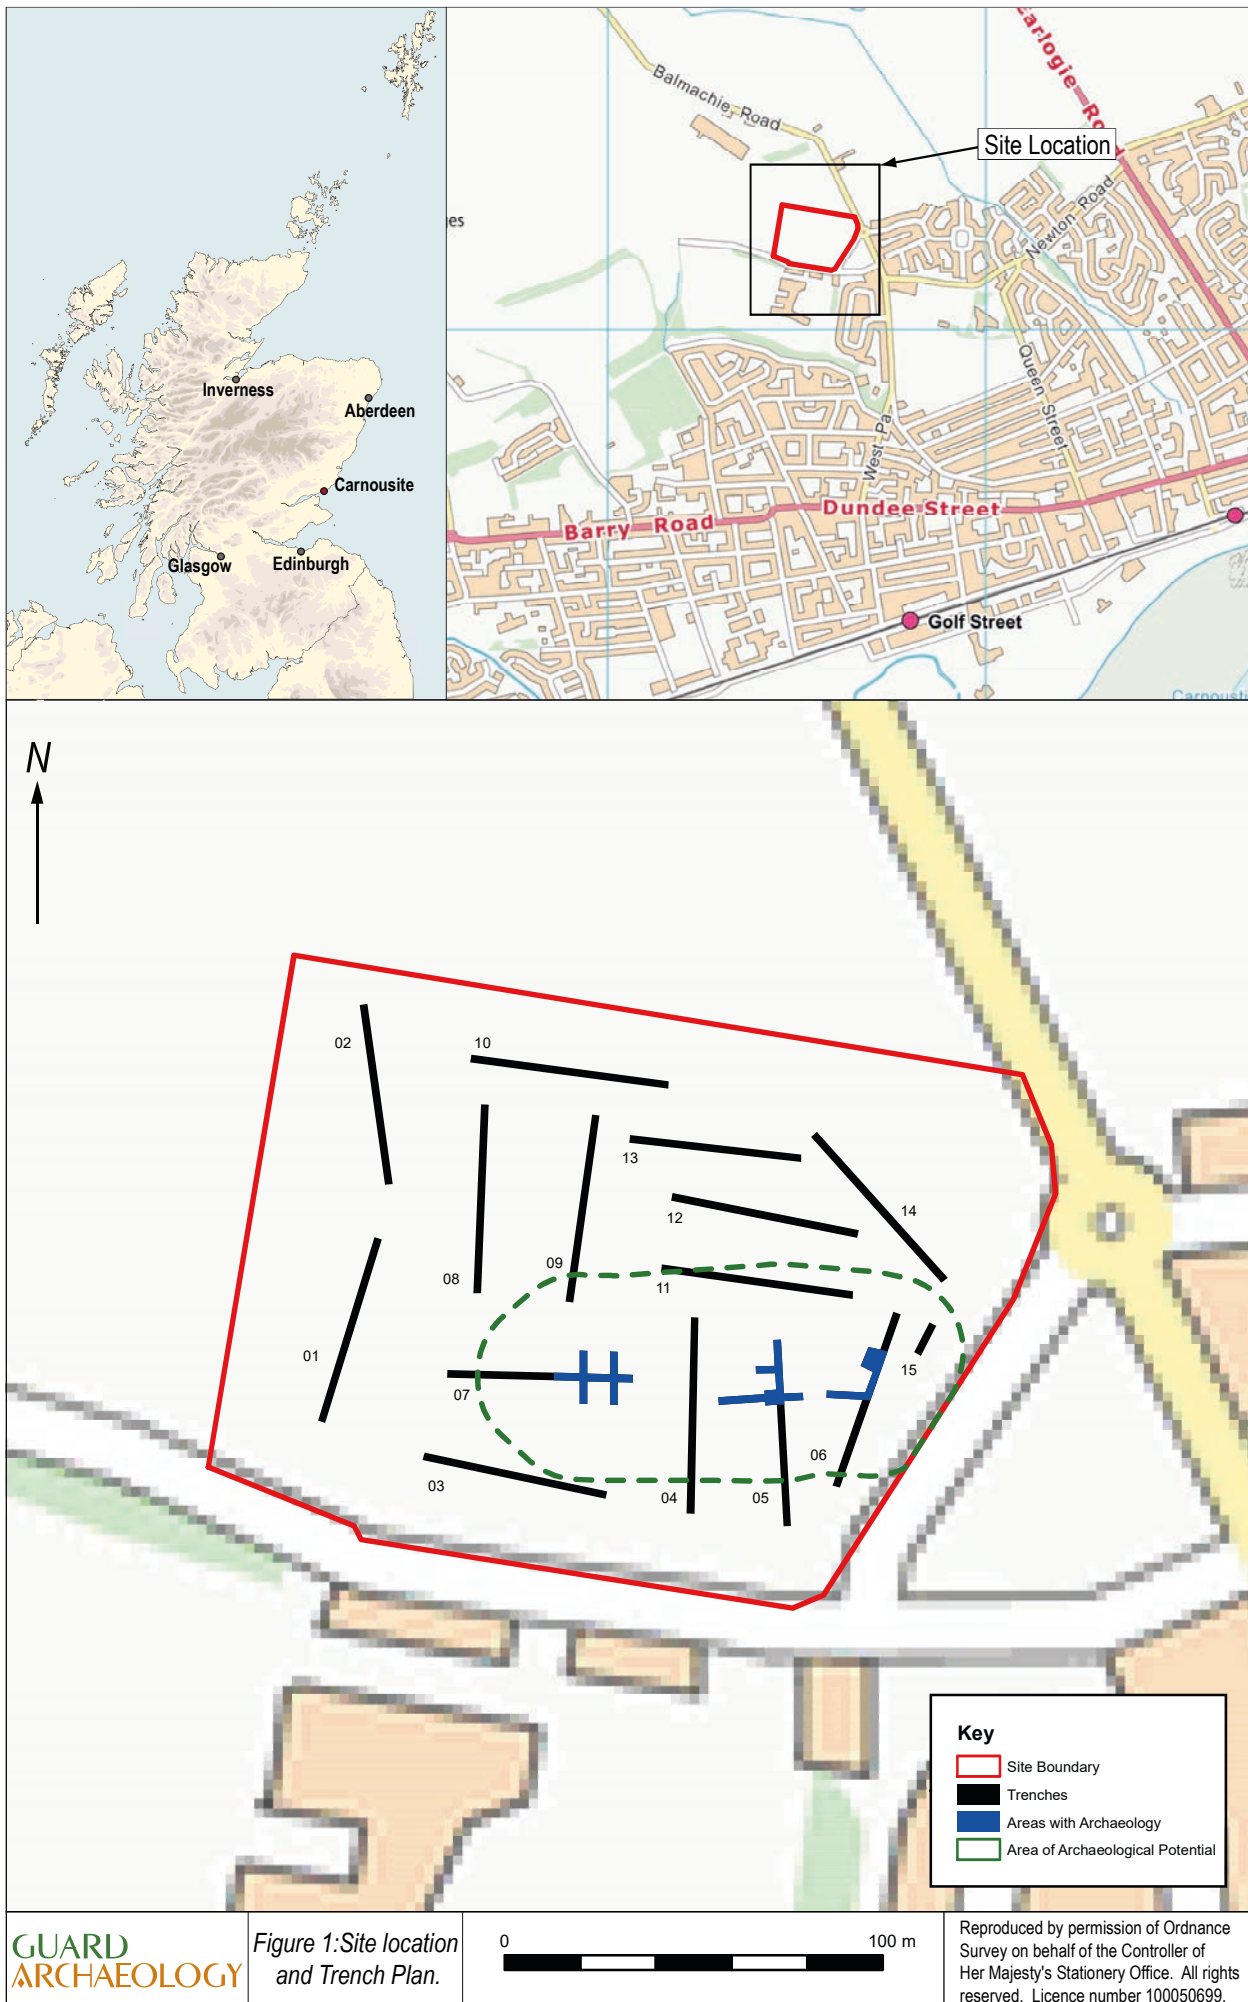 Inverness
Aberdeen
Carnousite
Glasgow
Edinburgh
Balmachie Road
Site Location
Newton Road
Queen Street
West Pa
Barry Road
Dundee Street
Golf Street
N
02
10
13
12
14
09
08
11
01
07
15
06
03
04
05
Key
Site Boundary
Trenches
Areas with Archaeology
Area of Archaeological Potential
GUARD
ARCHAEOLOGY
Figure 1:Site location
and Trench Plan.
0 100 m
Reproduced by permission of Ordnance
Survey on behalf of the Controller of
Her Majesty's Stationery Office. All rights
reserved. Licence number 100050699.